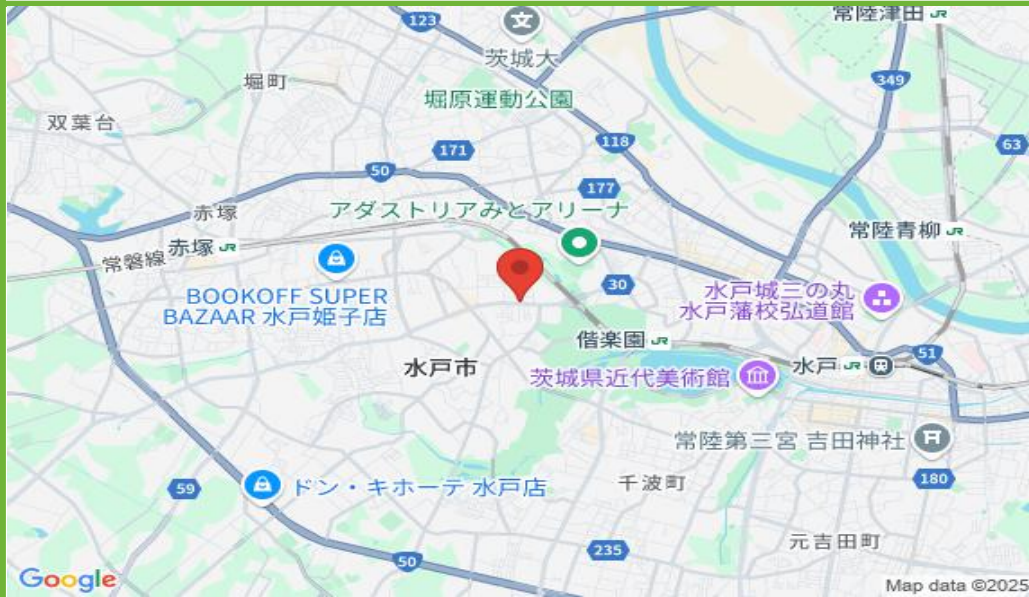 123
茨城大
常陸津田 JR
堀町
349
堀原運動公園
双葉台
118
63
171
50
177
赤塚
アダストリアみとアリーナ
常陸青柳 JR
常磐線
赤塚 JR
BOOKOFF SUPER
BAZAAR 水戸姫子店
30
水戸城三の丸
水戸藩校弘道館
偕楽園 JR
51
水戸市
水戸 JR
茨城県近代美術館
常陸第三宮 吉田神社
59
ドン・キホーテ 水戸店
千波町
180
元吉田町
235
50
Google
Map data ©2025